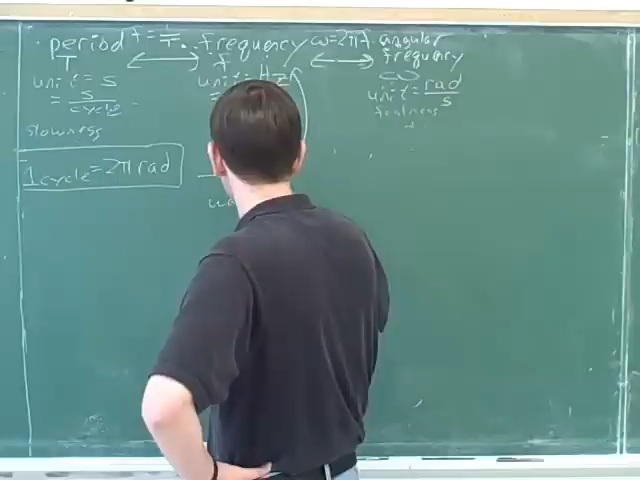 period f = 1/T frequency ω=2πf angular frequency
T f ω
unit = s unit = Hz unit = rad/s
= s/cycle
slowness fastness
1 cycle = 2π rad